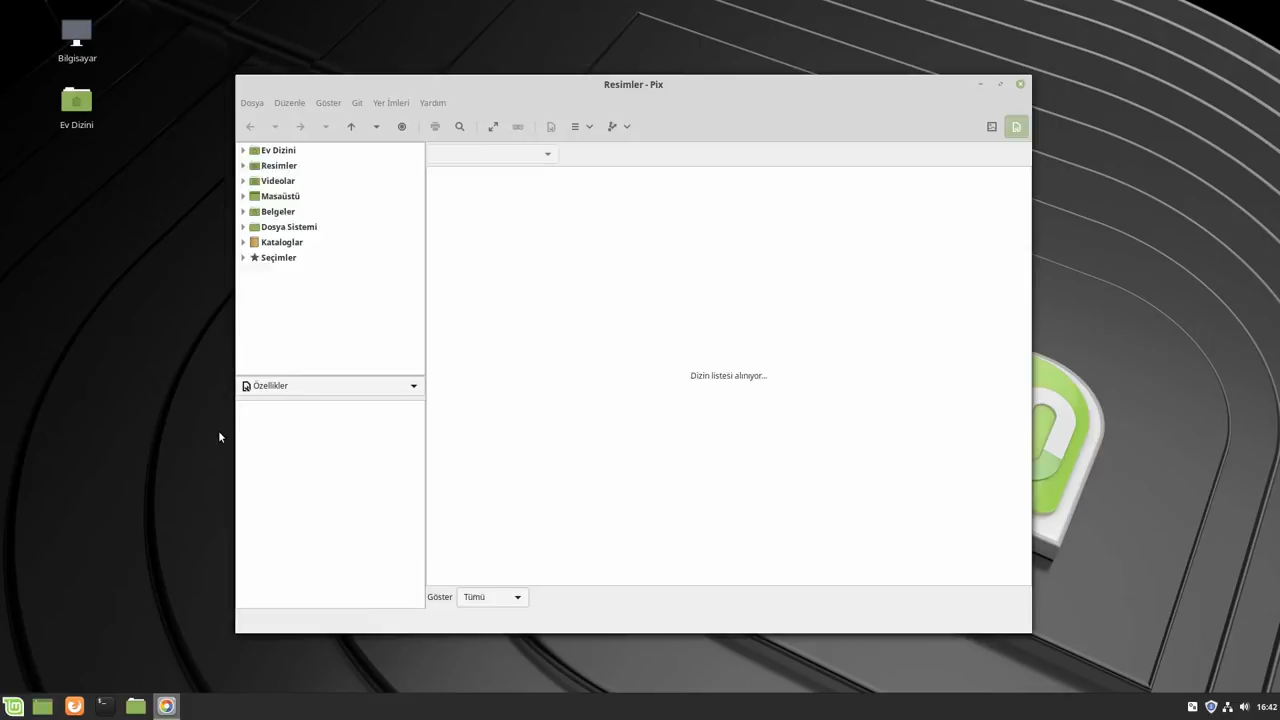 Bilgisayar
Ev Dizini
Resimler - Pix
Dosya Düzenle Göster Git Yer İmleri Yardım
Ev Dizini
Resimler
Videolar
Masaüstü
Belgeler
Dosya Sistemi
Kataloglar
Seçimler
Dizin listesi alınıyor...
Özellikler
Göster Tümü
16:42